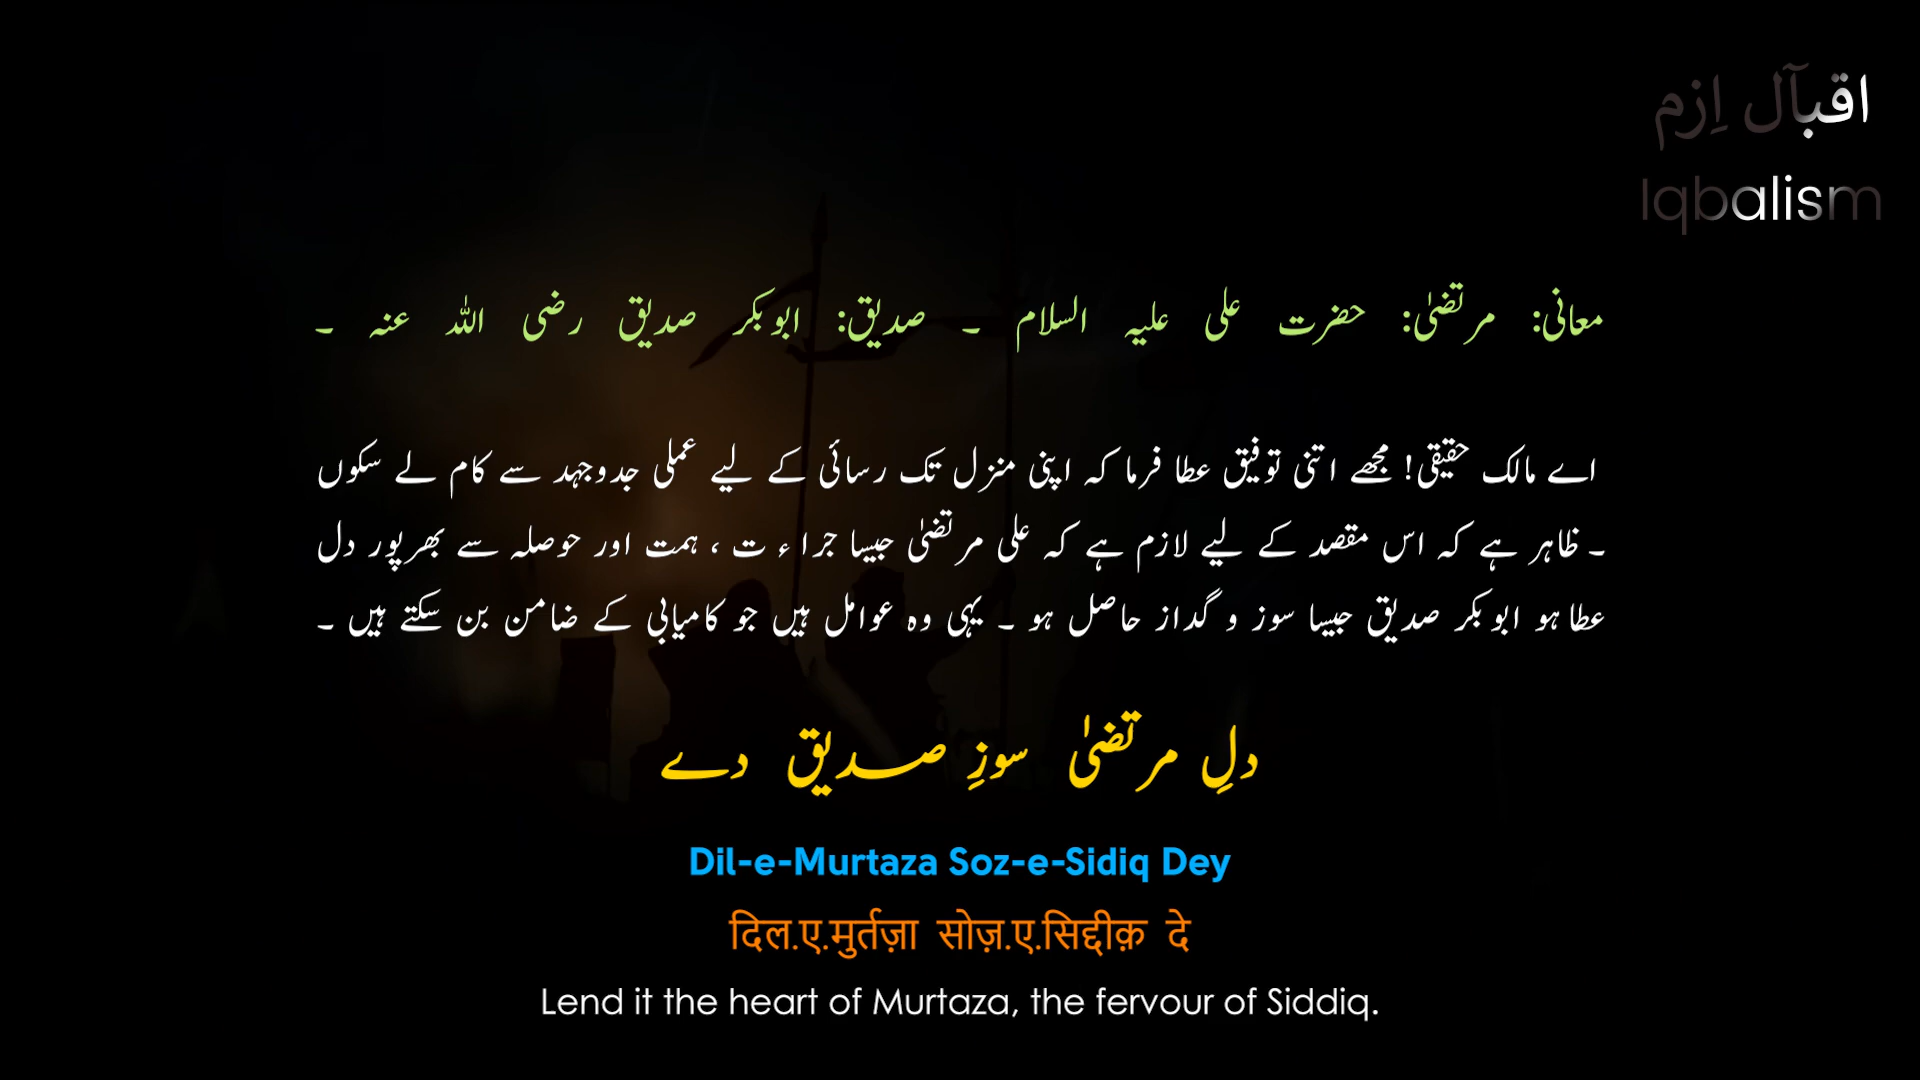 اقبآل اِزم
Iqbalism
معانی: مرتضیٰ: حضرت علی علیہ السلام ۔ صدیق: ابوبکر صدیق رضی اللہ عنہ ۔
اے مالک حقیقی! مجھے اتنی توفیق عطا فرما کہ اپنی منزل تک رسائی کے لیے عملی جدوجہد سے کام لے سکوں
۔ ظاہر ہے کہ اس مقصد کے لیے لازم ہے کہ علی مرتضیٰ جیسا جرا ء ت ، ہمت اور حوصلہ سے بھرپور دل
عطا ہو ابوبکر صدیق جیسا سوز و گداز حاصل ہو ۔ یہی وہ عوامل ہیں جو کامیابی کے ضامن بن سکتے ہیں ۔
دلِ مرتضیٰ سوزِ صدیق دے
Dil-e-Murtaza Soz-e-Sidiq Dey
दिल.ए.मुर्तज़ा सोज़.ए.सिद्दीक़ दे
Lend it the heart of Murtaza, the fervour of Siddiq.